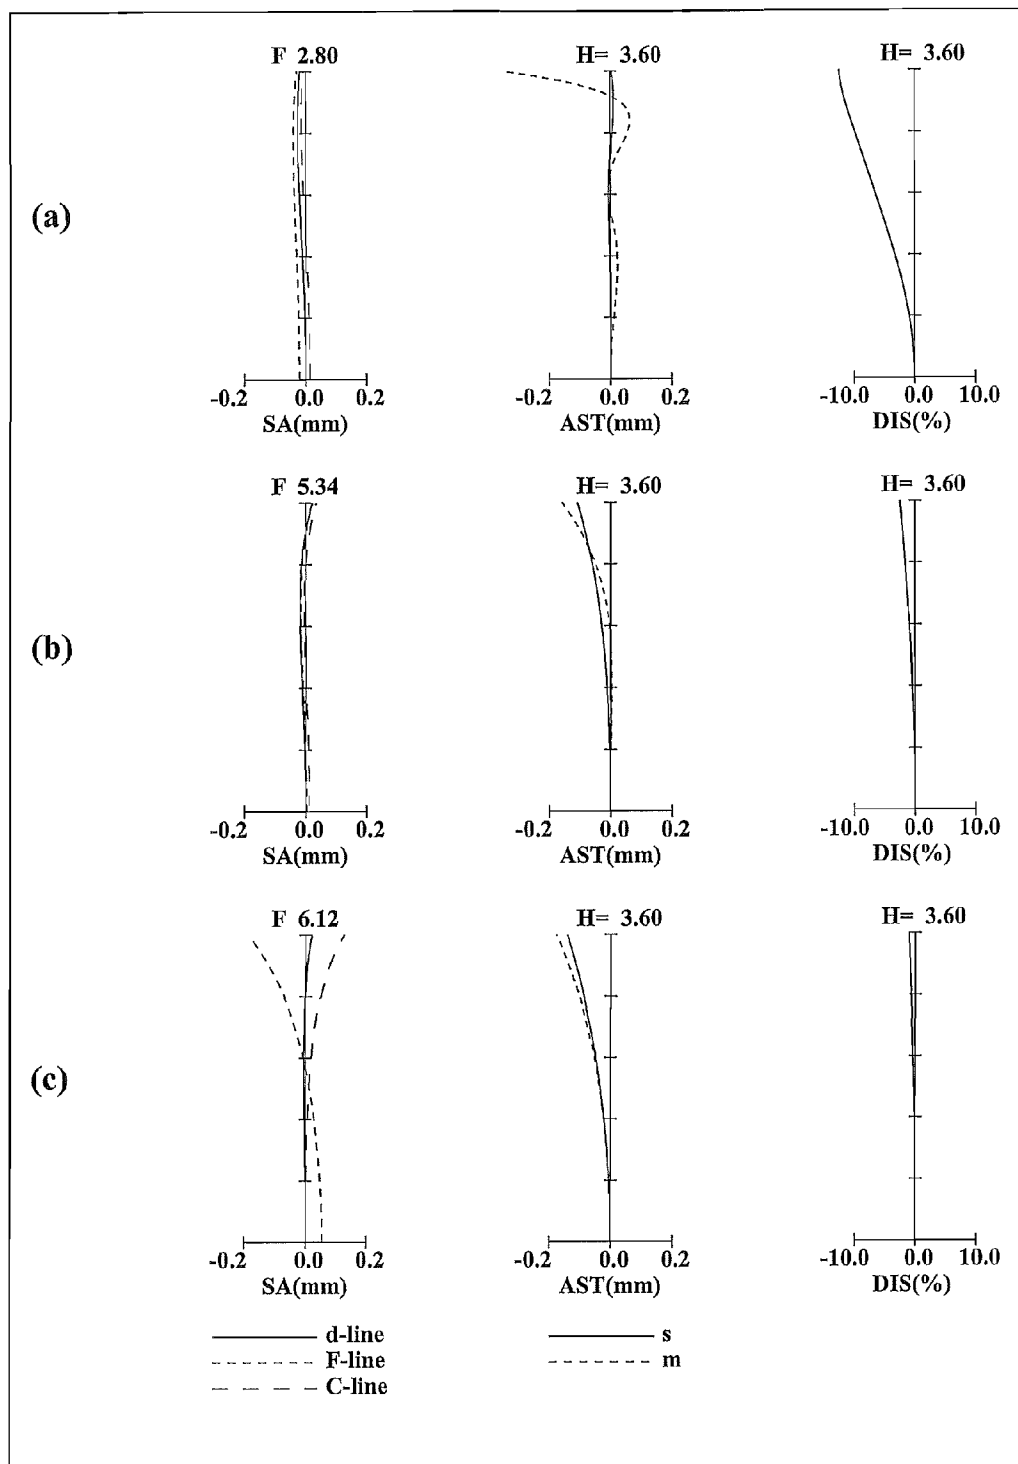 F 2.80 H= 3.60 H= 3.60
(a)
-0.2 0.0 0.2 -0.2 0.0 0.2 -10.0 0.0 10.0
SA(mm) AST(mm) DIS(%)
F 5.34 H= 3.60 H= 3.60
(b)
-0.2 0.0 0.2 -0.2 0.0 0.2 -10.0 0.0 10.0
SA(mm) AST(mm) DIS(%)
F 6.12 H= 3.60 H= 3.60
(c)
-0.2 0.0 0.2 -0.2 0.0 0.2 -10.0 0.0 10.0
SA(mm) AST(mm) DIS(%)
d-line s
F-line m
C-line